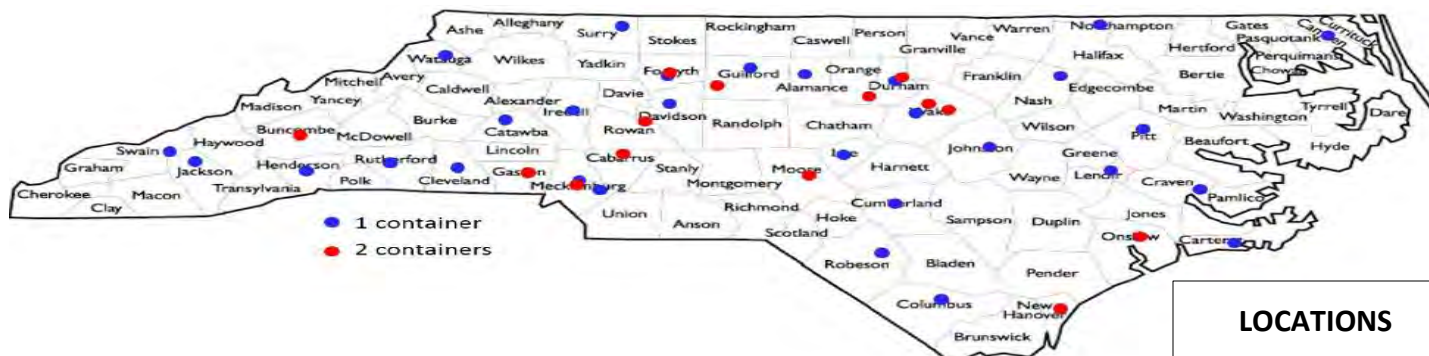 Ashe
Alleghany
Surry
Stokes
Rockingham
Caswell
Person
Vance
Warren
Northampton
Gates
Currituck
Camden
Pasquotank
Perquimans
Chowan
Hertford
Halifax
Granville
Watauga
Wilkes
Yadkin
Forsyth
Guilford
Orange
Alamance
Durham
Franklin
Bertie
Mitchell
Avery
Caldwell
Alexander
Iredell
Davie
Davidson
Nash
Edgecombe
Martin
Washington
Tyrrell
Dare
Madison
Yancey
Burke
Catawba
Rowan
Randolph
Chatham
Wake
Wilson
Pitt
Beaufort
Hyde
Buncombe
McDowell
Haywood
Swain
Graham
Jackson
Henderson
Rutherford
Lincoln
Cabarrus
Stanly
Moore
Lee
Harnett
Johnston
Greene
Wayne
Lenoir
Craven
Pamlico
Cherokee
Macon
Clay
Transylvania
Polk
Cleveland
Gaston
Mecklenburg
Montgomery
Union
Anson
Richmond
Hoke
Scotland
Cumberland
Sampson
Duplin
Jones
Onslow
Carteret
Robeson
Bladen
Pender
Columbus
New
Hanover
Brunswick
1 container
2 containers
LOCATIONS